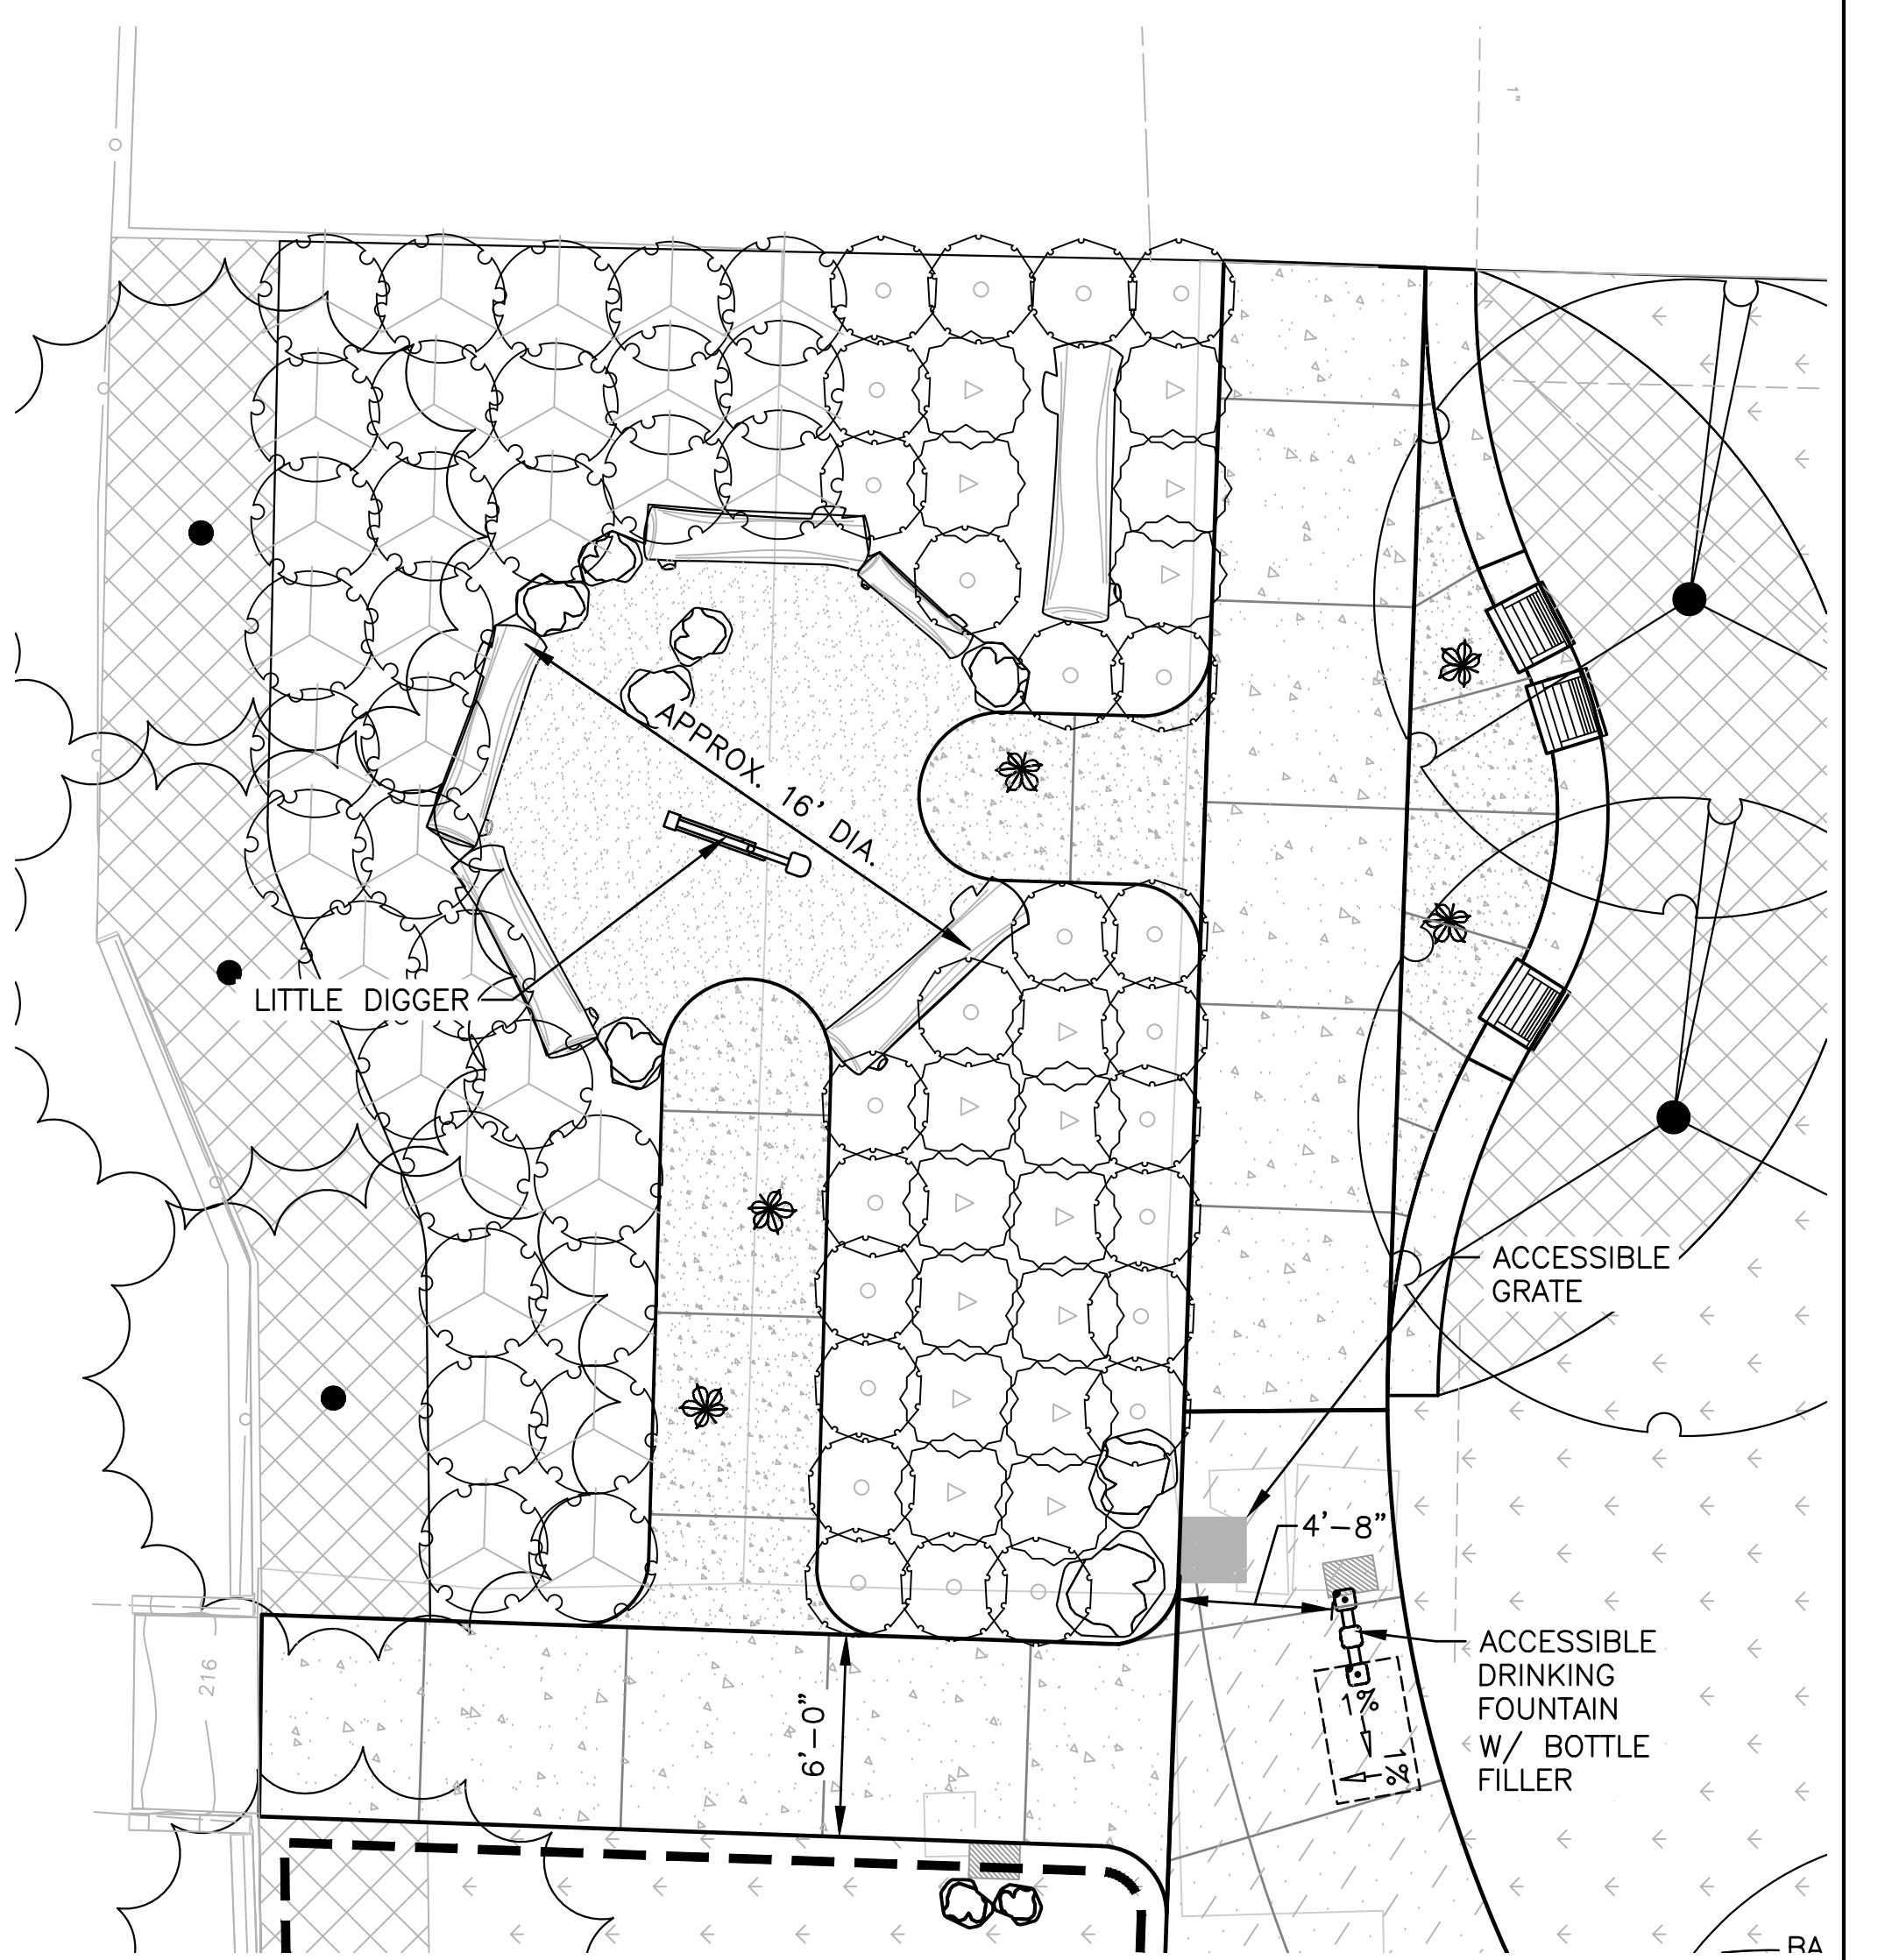 1"
APPROX. 16' DIA.
LITTLE DIGGER
ACCESSIBLE
GRATE
4'-8"
ACCESSIBLE
DRINKING
FOUNTAIN
W/ BOTTLE
FILLER
216
6'-0"
1%
1%